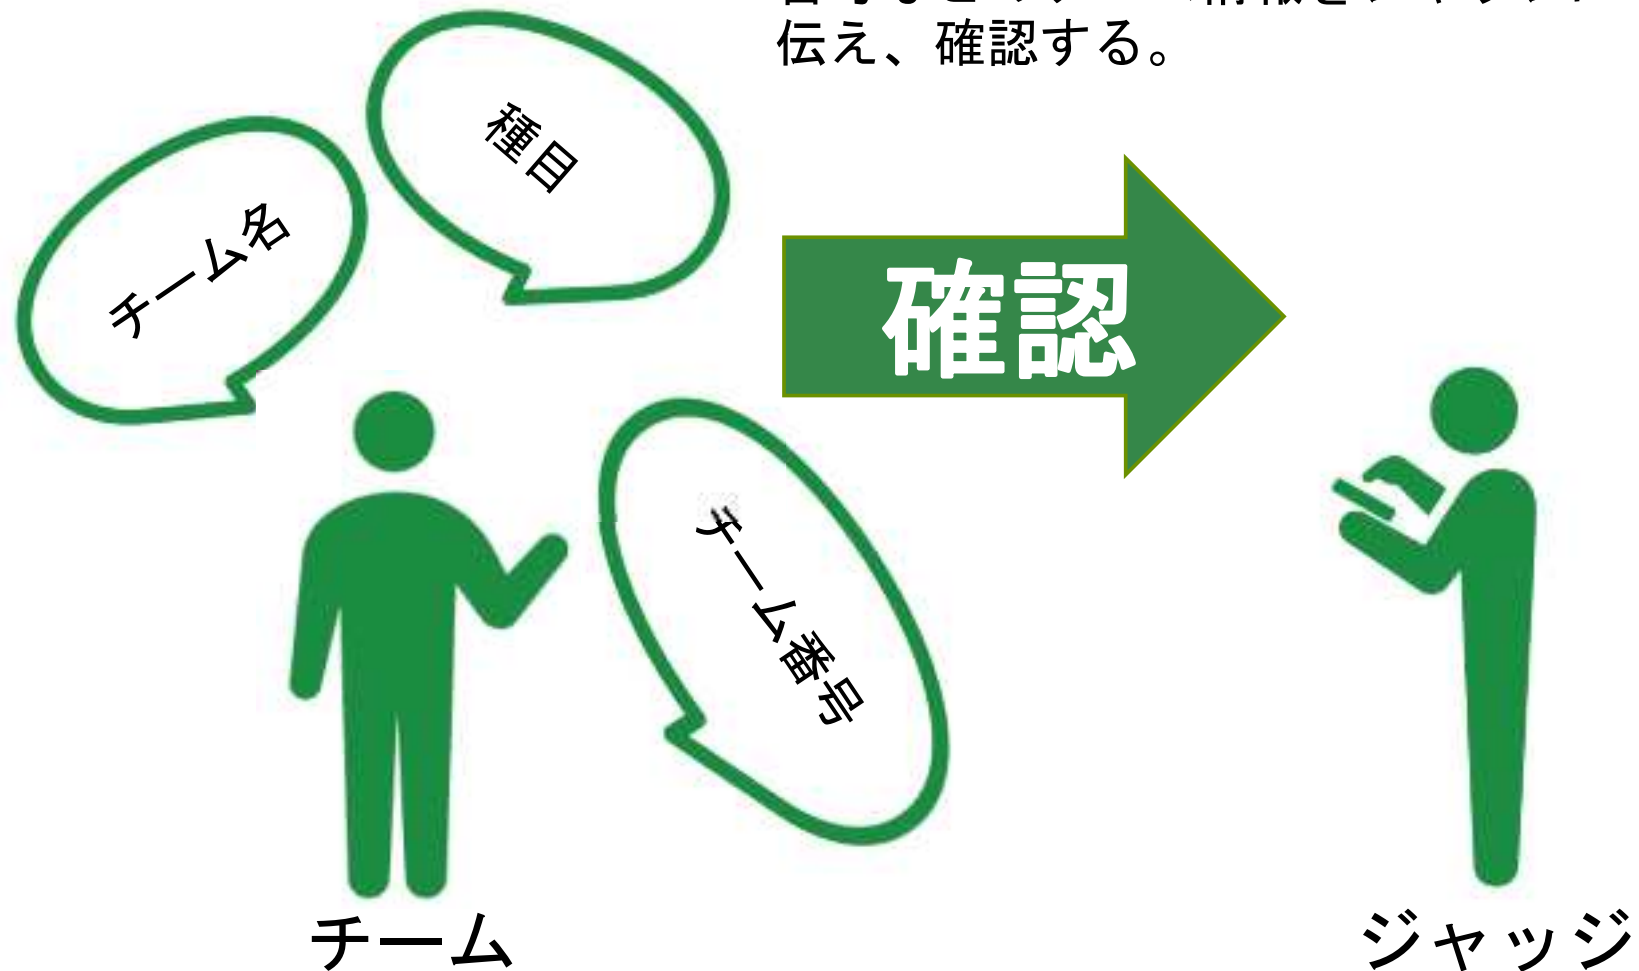 伝え、確認する。
種目
チーム名
確認
チーム番号
チーム
ジャッジ